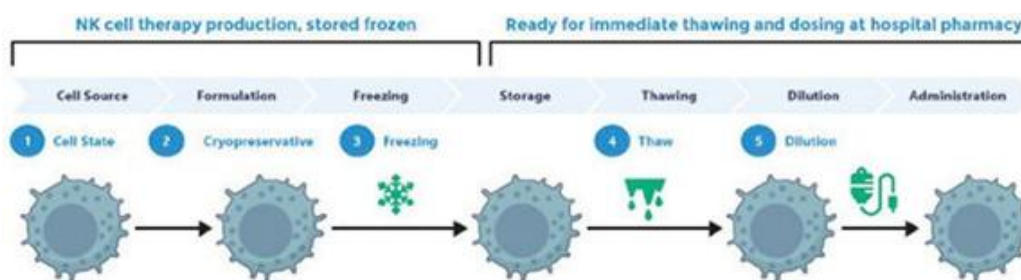 NK cell therapy production, stored frozen
Ready for immediate thawing and dosing at hospital pharmacy
Cell Source Formulation Freezing Storage Thawing Dilution Administration
1 Cell State 2 Cryopreservative 3 Freezing 4 Thaw 5 Dilution